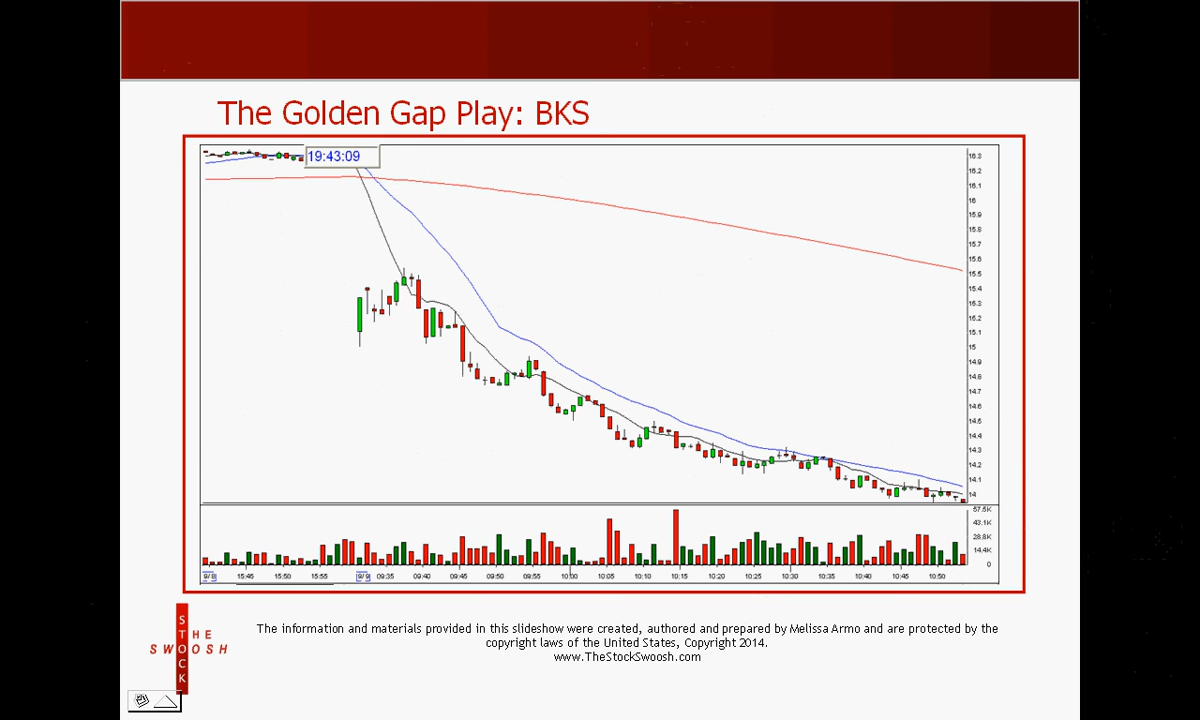 The Golden Gap Play: BKS
19:43:09
16.3
16.2
16.1
16
15.9
15.8
15.7
15.6
15.5
15.4
15.3
15.2
15.1
15
14.9
14.8
14.7
14.6
14.5
14.4
14.3
14.2
14.1
14
57.5K
43.1K
28.8K
14.4K
0
9/8 15:45 15:50 15:55 9/9 09:35 09:40 09:45 09:50 09:55 10:00 10:05 10:10 10:15 10:20 10:25 10:30 10:35 10:40 10:45 10:50
THE
STOCK
SWOOSH
The information and materials provided in this slideshow were created, authored and prepared by Melissa Armo and are protected by the
copyright laws of the United States, Copyright 2014.
www.TheStockSwoosh.com